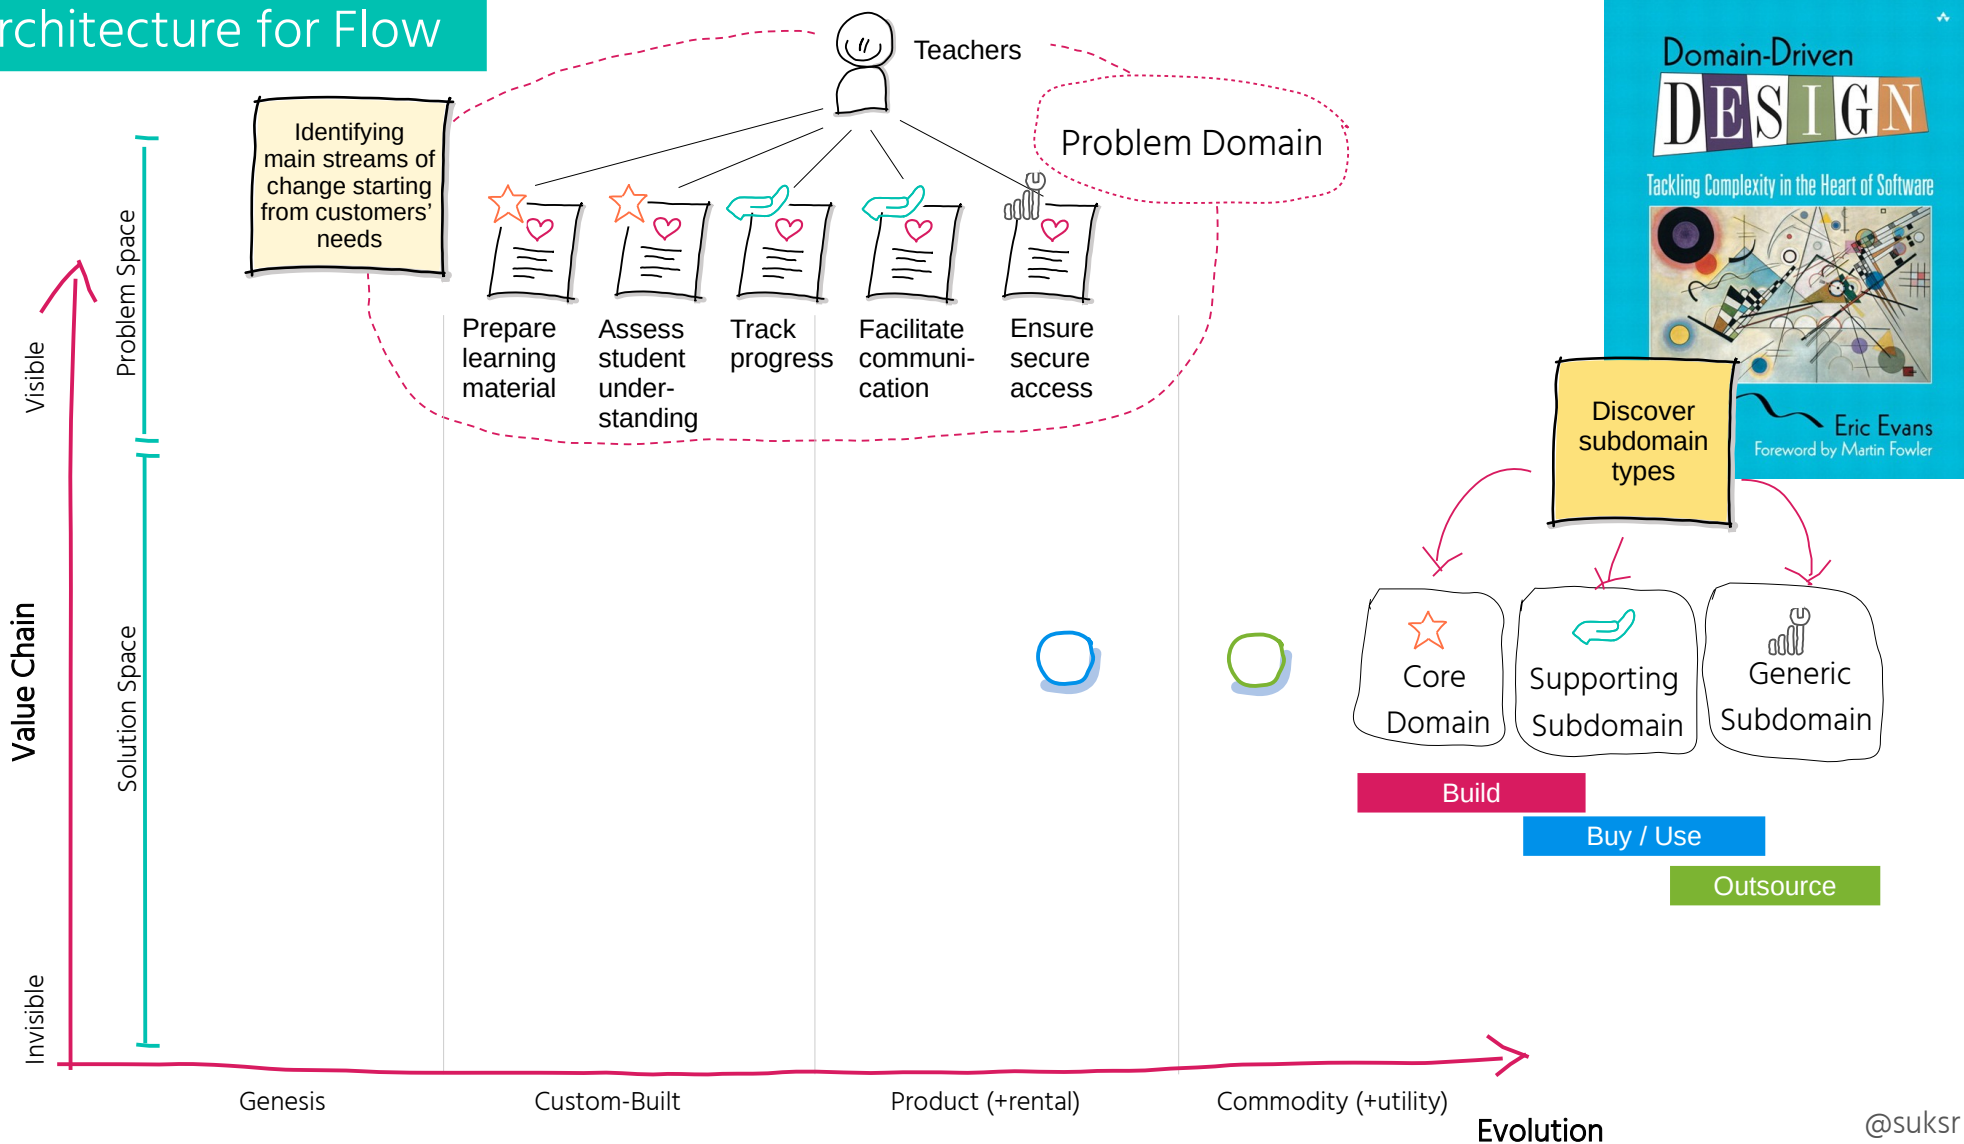 rchitecture for Flow
Teachers
Identifying
main streams of
change starting
from customers'
needs
Problem Domain
Prepare
learning
material
Assess
student
under-
standing
Track
progress
Facilitate
communi-
cation
Ensure
secure
access
Domain-Driven
DESIGN
Tackling Complexity in the Heart of Software
Eric Evans
Foreword by Martin Fowler
Discover
subdomain
types
Core
Domain
Supporting
Subdomain
Generic
Subdomain
Build
Buy / Use
Outsource
Value Chain
Visible
Invisible
Problem Space
Solution Space
Genesis
Custom-Built
Product (+rental)
Commodity (+utility)
Evolution
@suksr